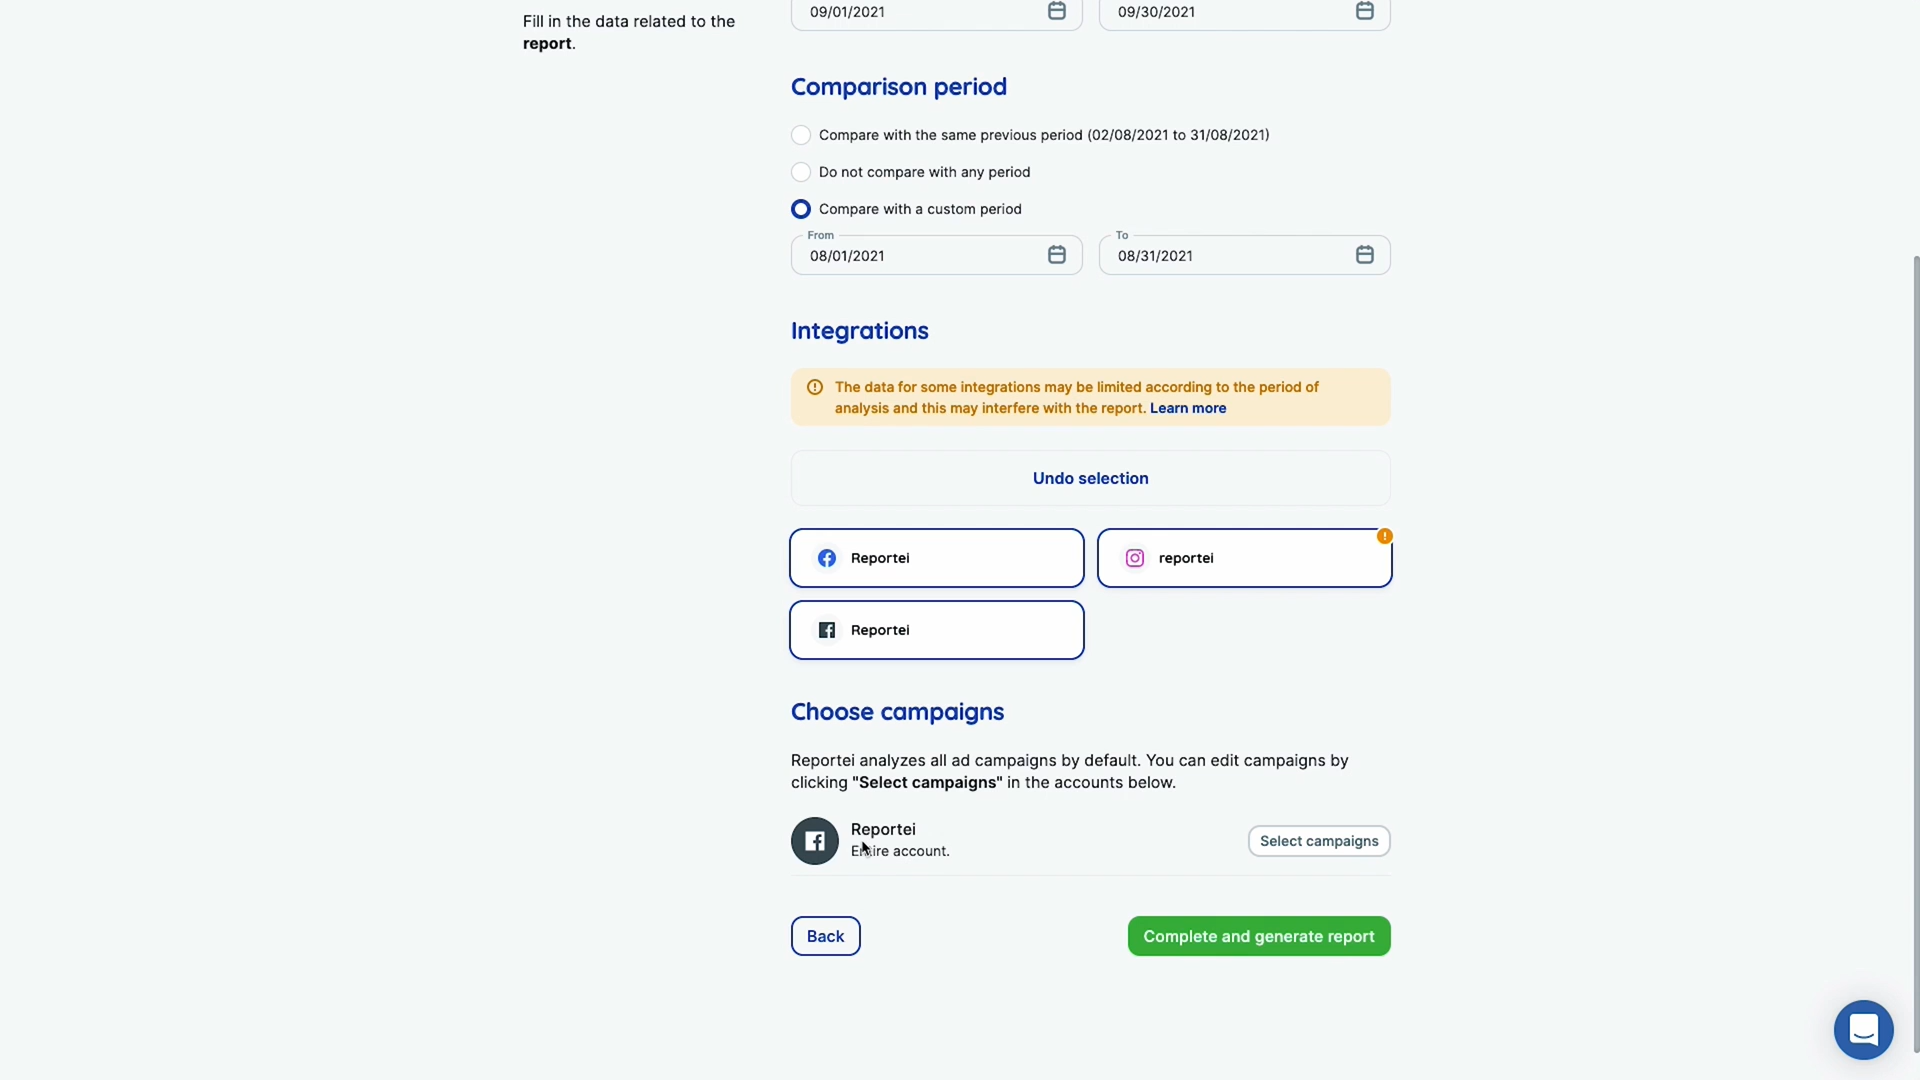 Fill in the data related to the
report.
09/01/2021
09/30/2021
Comparison period
Compare with the same previous period (02/08/2021 to 31/08/2021)
Do not compare with any period
Compare with a custom period
From
08/01/2021
To
08/31/2021
Integrations
The data for some integrations may be limited according to the period of
analysis and this may interfere with the report. Learn more
Undo selection
Reportei
reportei
Reportei
Choose campaigns
Reportei analyzes all ad campaigns by default. You can edit campaigns by
clicking "Select campaigns" in the accounts below.
Reportei
Entire account.
Select campaigns
Back
Complete and generate report